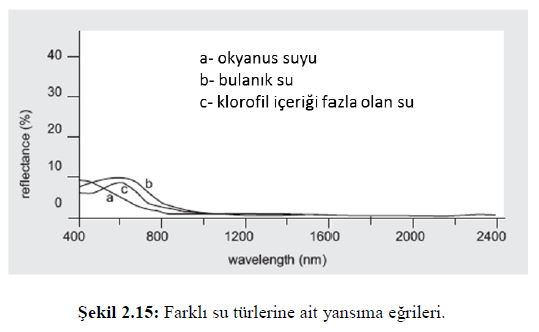 a- okyanus suyu
b- bulanık su
c- klorofil içeriği fazla olan su
reflectance (%)
40
30
20
10
0
a
c
b
400
800
1200
1600
2000
2400
wavelength (nm)
Şekil 2.15: Farklı su türlerine ait yansıma eğrileri.